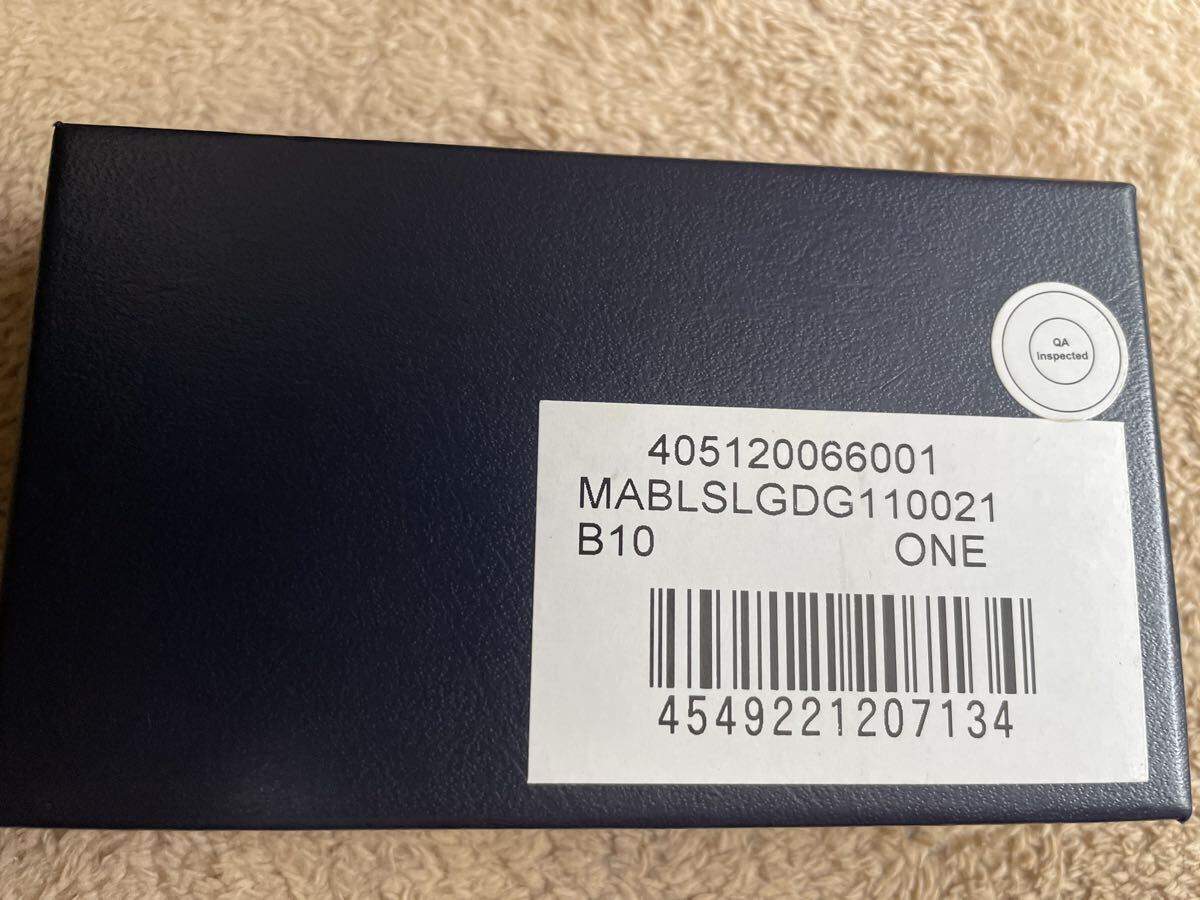 QA
Inspected
405120066001
MABLSLGDG110021
B10 ONE
4549221207134